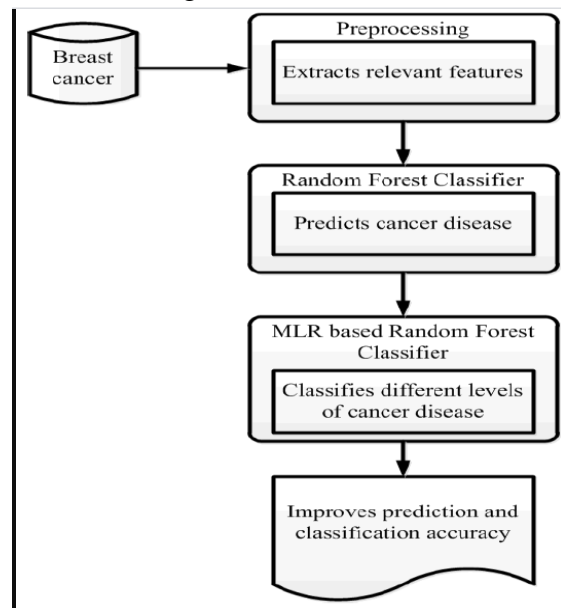 Breast
cancer
Preprocessing
Extracts relevant features
Random Forest Classifier
Predicts cancer disease
MLR based Random Forest
Classifier
Classifies different levels
of cancer disease
Improves prediction and
classification accuracy